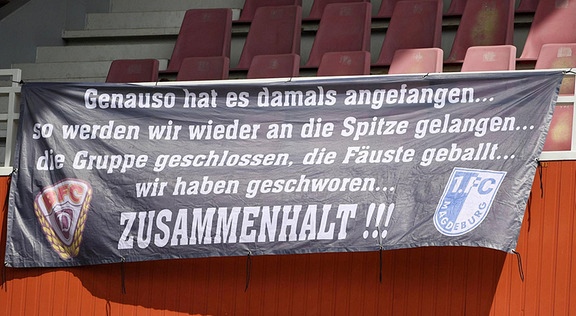 Genauso hat es damals angefangen...
so werden wir wieder an die Spitze gelangen...
die Gruppe geschlossen, die Fäuste geballt...
wir haben geschworen...
ZUSAMMENHALT !!!
BFC
1.FC
MAGDEBURG